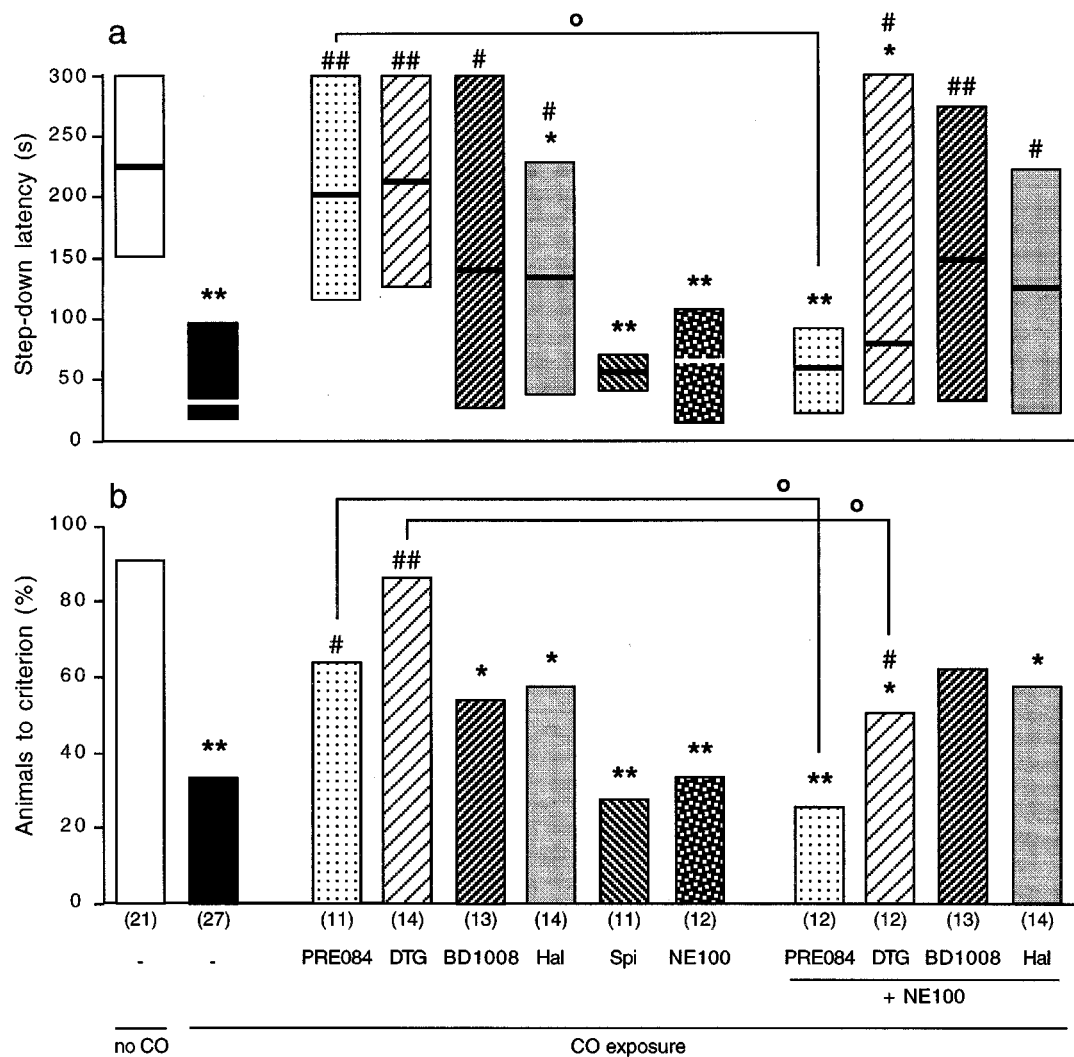 a
o
## ## # # * ** ** ** ** # * ## #
Step-down latency (s)
300
250
200
150
100
50
0
b
o
o
** # ## * * ** ** ** # * *
Animals to criterion (%)
100
80
60
40
20
0
(21) (27) (11) (14) (13) (14) (11) (12) (12) (12) (13) (14)
- - PRE084 DTG BD1008 Hal Spi NE100 PRE084 DTG BD1008 Hal
+ NE100
no CO CO exposure